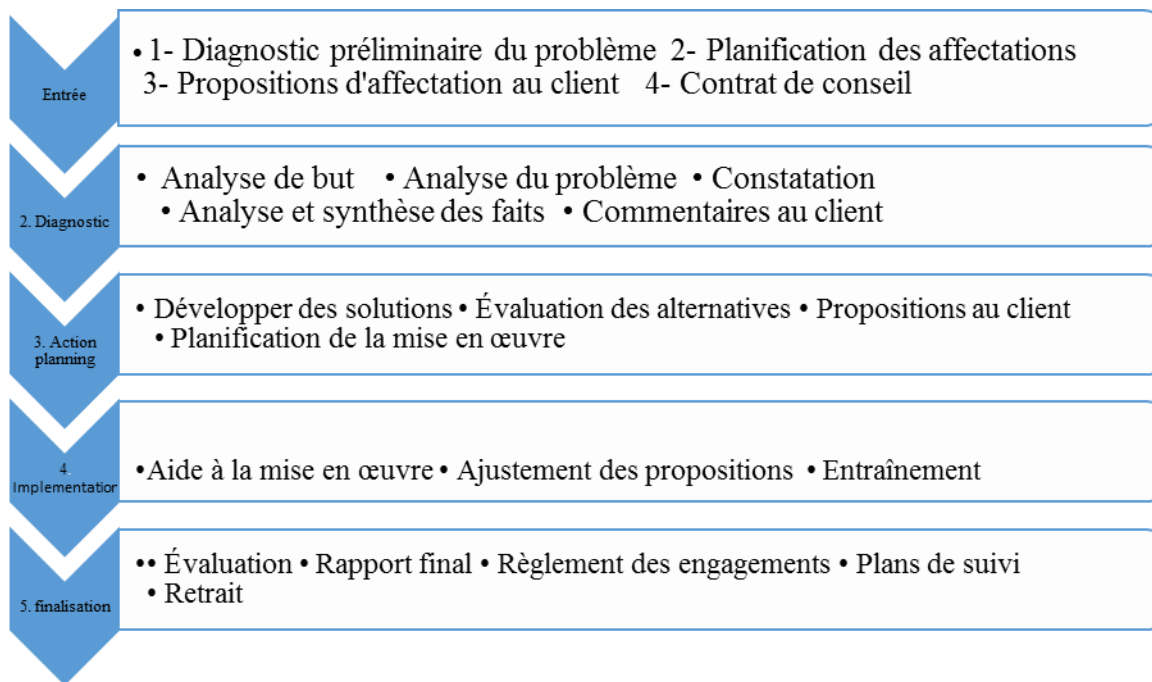 Entrée
• 1- Diagnostic préliminaire du problème 2- Planification des affectations
3- Propositions d'affectation au client 4- Contrat de conseil
2. Diagnostic
• Analyse de but • Analyse du problème • Constatation
• Analyse et synthèse des faits • Commentaires au client
3. Action
planning
• Développer des solutions • Évaluation des alternatives • Propositions au client
• Planification de la mise en œuvre
4.
Implementation
•Aide à la mise en œuvre • Ajustement des propositions • Entraînement
5. finalisation
•• Évaluation • Rapport final • Règlement des engagements • Plans de suivi
• Retrait